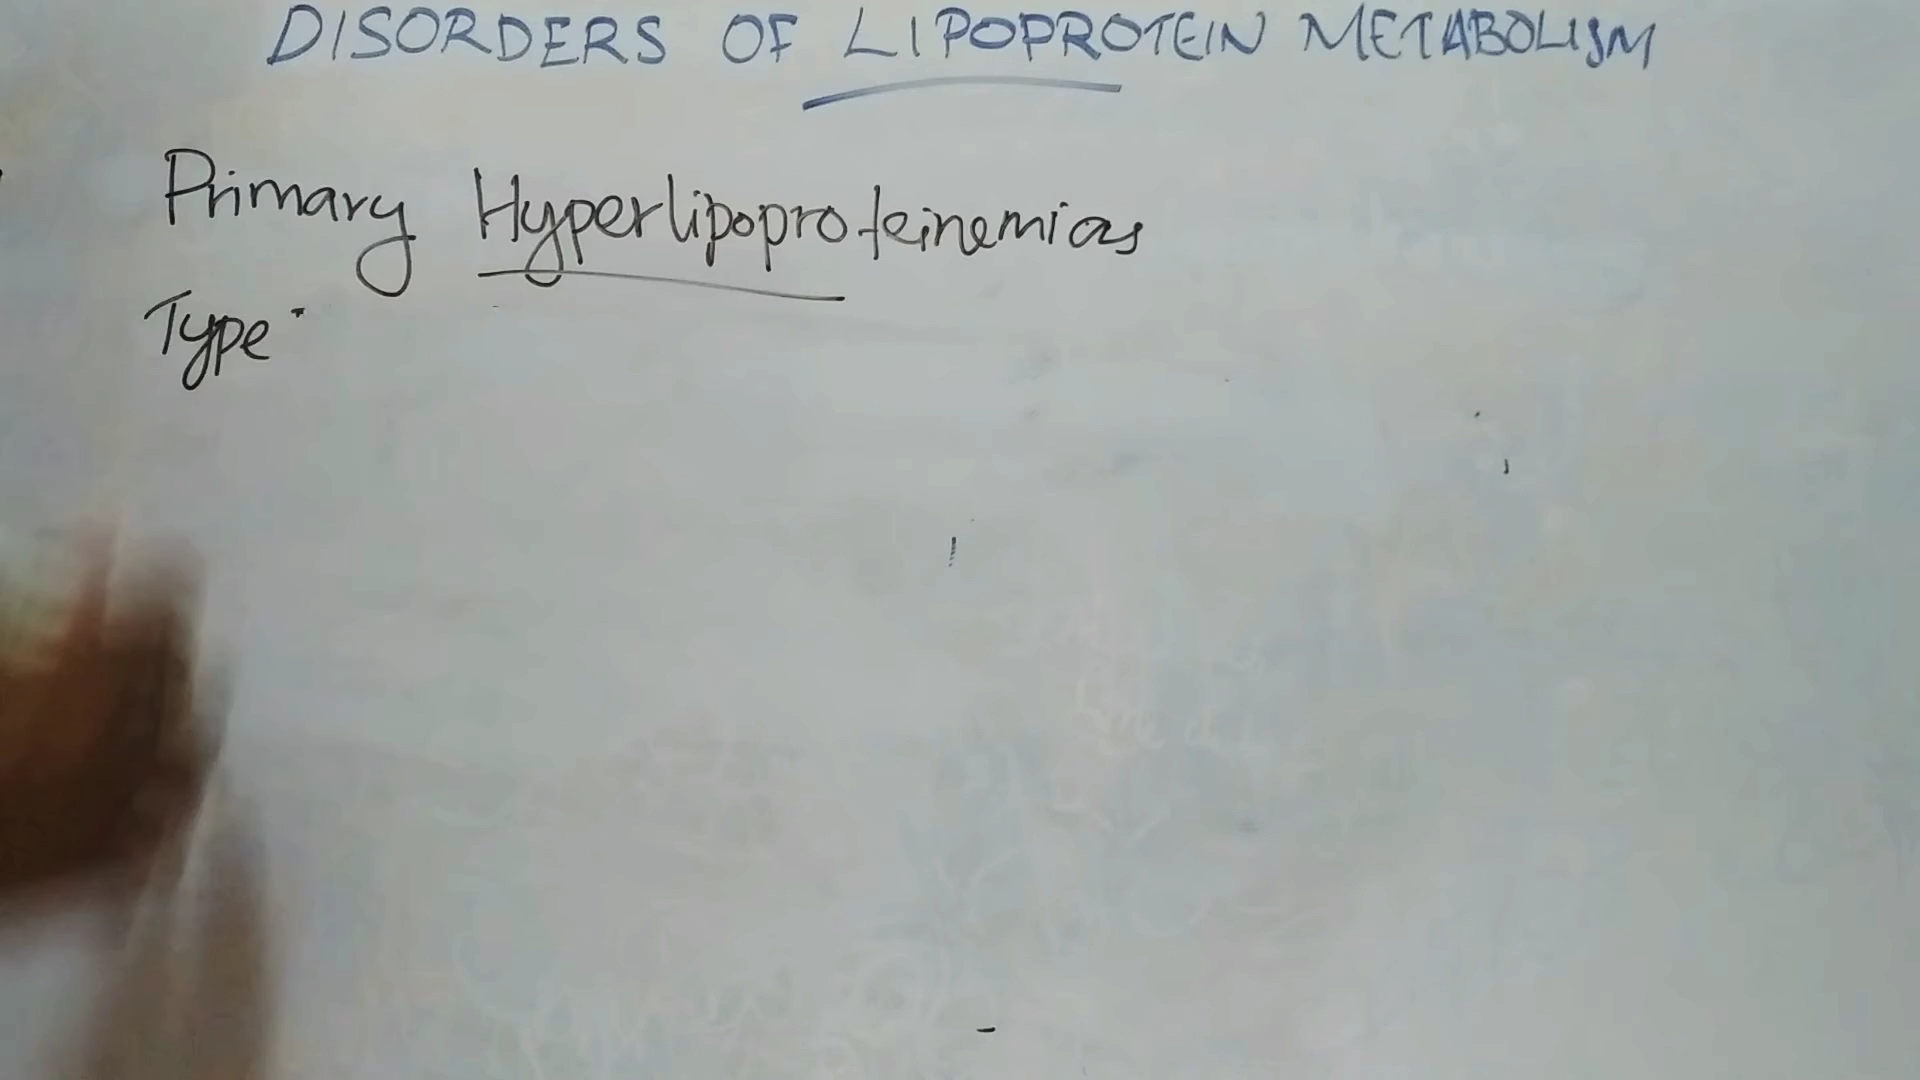 DISORDERS OF LIPOPROTEIN METABOLISM
Primary Hyperlipoproteinemias
Type